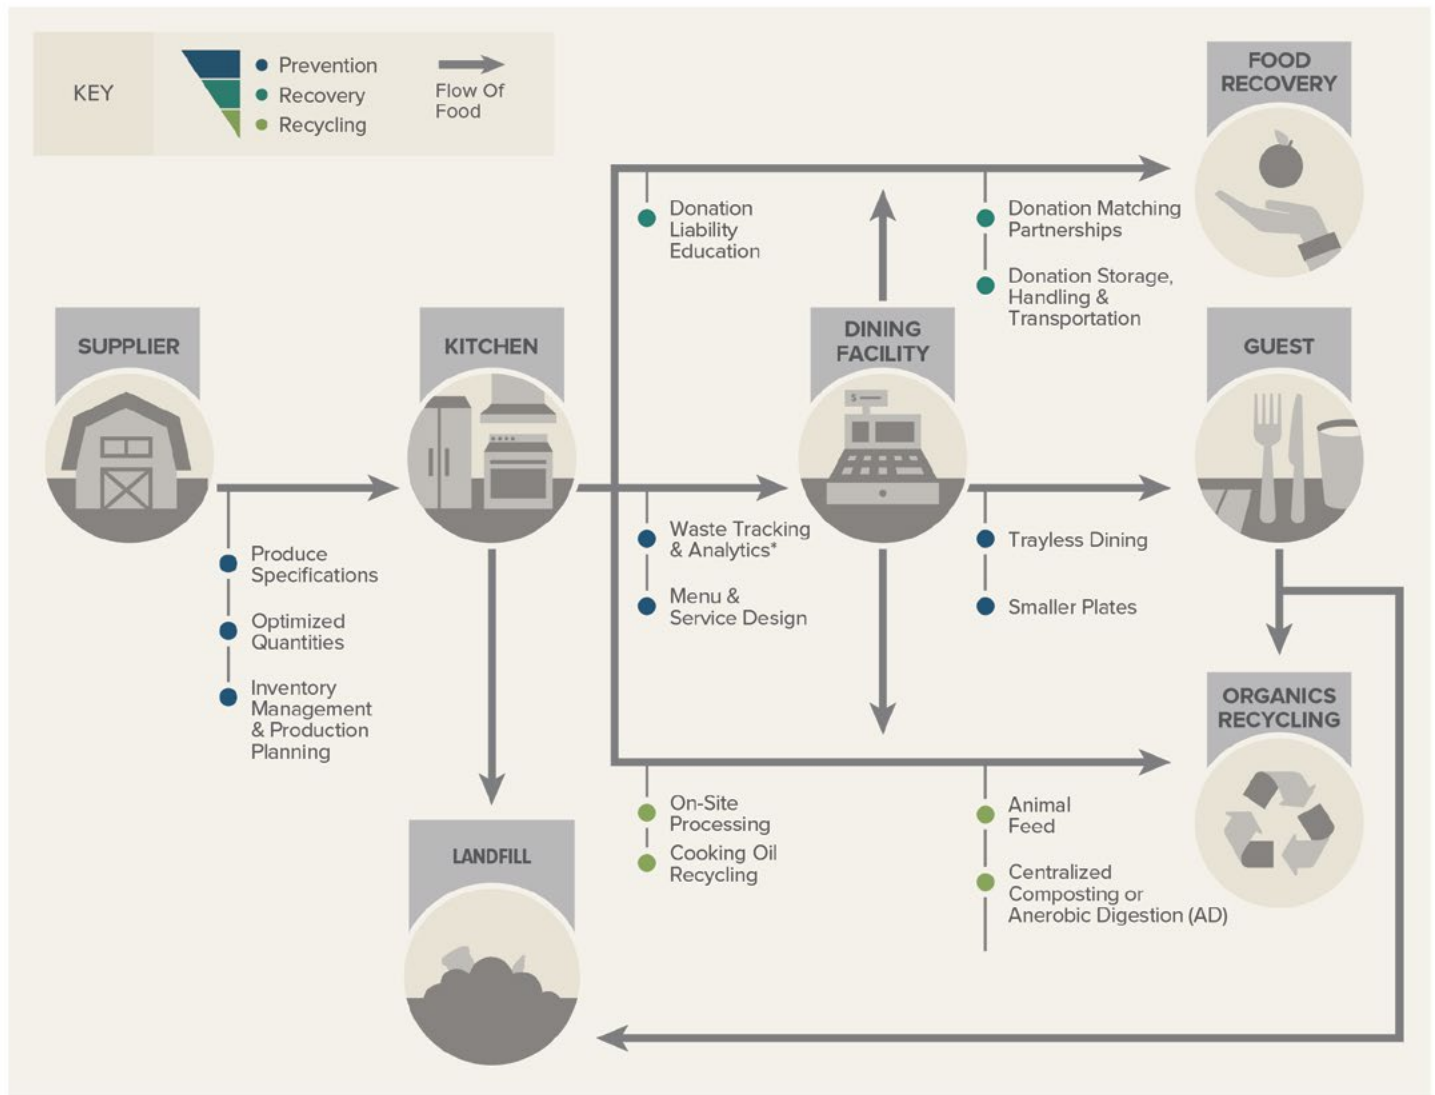 KEY
Prevention
Recovery
Recycling
Flow Of
Food
FOOD
RECOVERY
Donation
Liability
Education
Donation Matching
Partnerships
Donation Storage,
Handling &
Transportation
SUPPLIER
KITCHEN
DINING
FACILITY
GUEST
$
Produce
Specifications
Optimized
Quantities
Inventory
Management
& Production
Planning
Waste Tracking
& Analytics*
Menu &
Service Design
Trayless Dining
Smaller Plates
ORGANICS
RECYCLING
LANDFILL
On-Site
Processing
Cooking Oil
Recycling
Animal
Feed
Centralized
Composting or
Anerobic Digestion (AD)